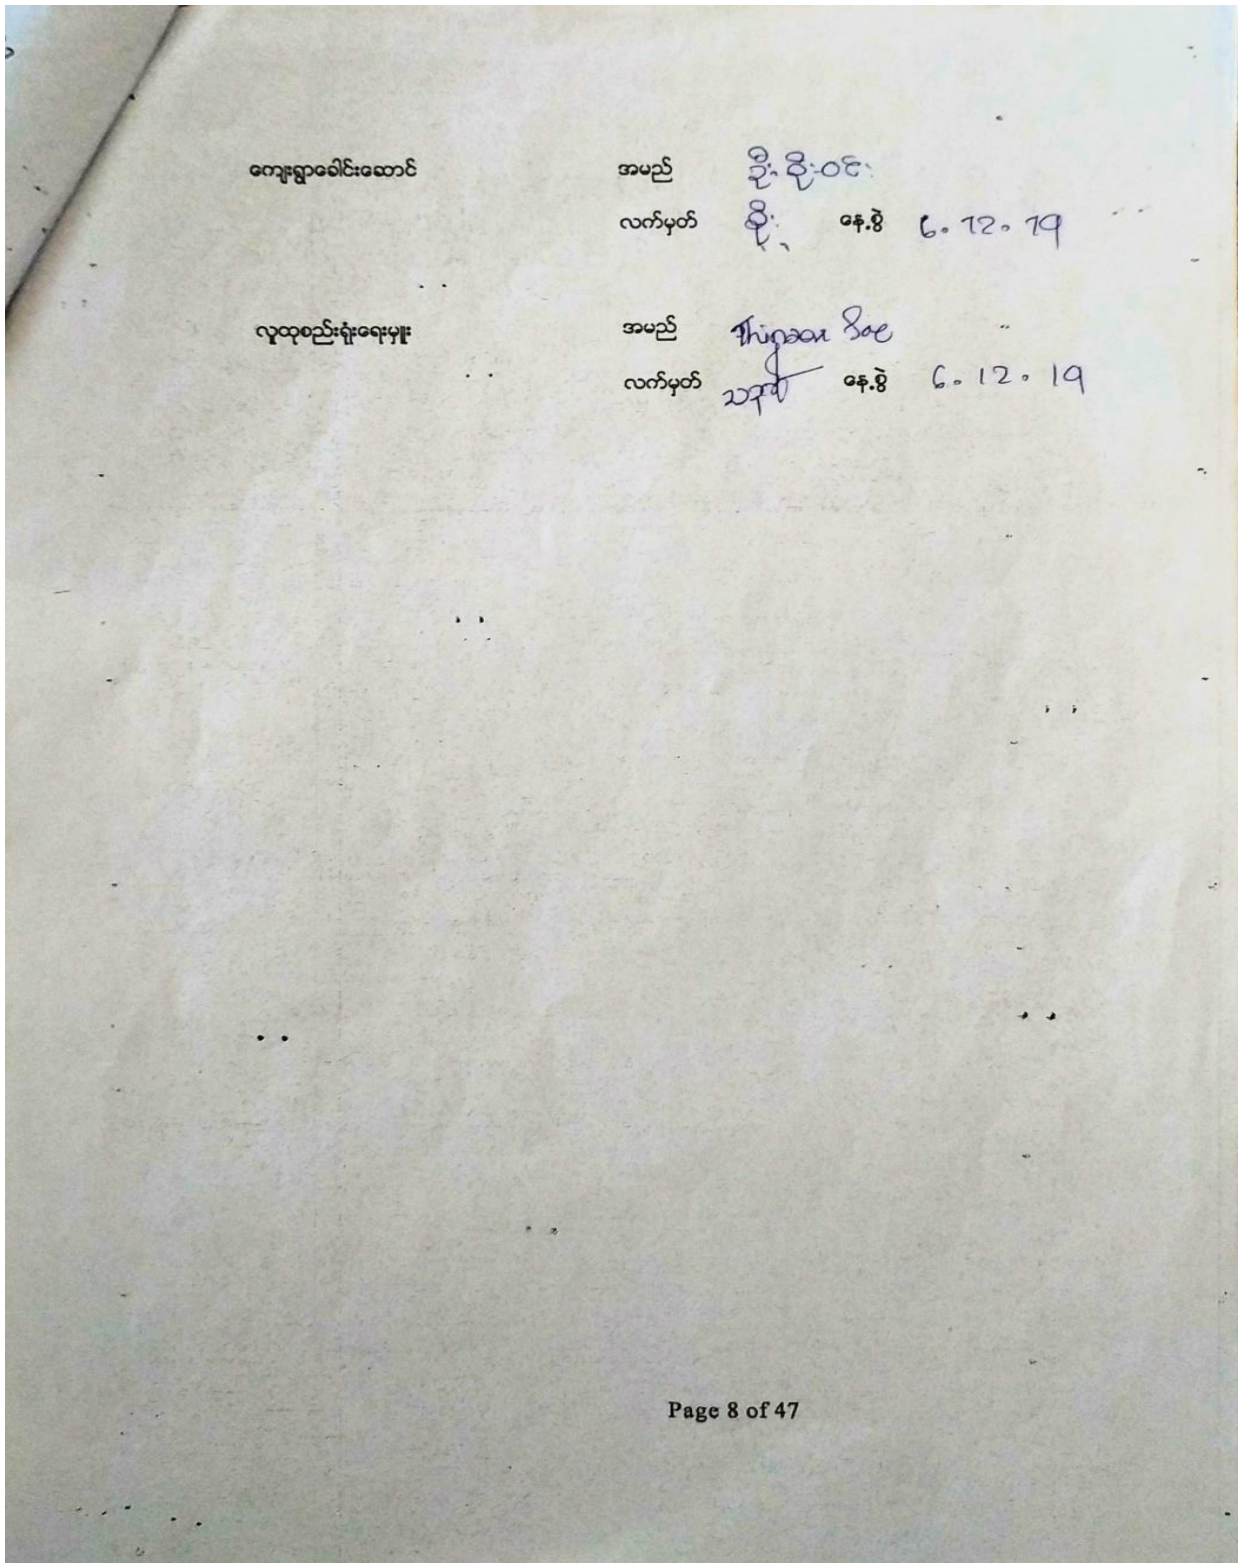 ကျေးရွာခေါင်းဆောင် အမည် ဦးစိုးဝင်း
လက်မှတ် စိုး နေ့စွဲ 6.12.19
လူထုစည်းရုံးရေးမှူး အမည် Thinzar Soe
လက်မှတ် နေ့စွဲ 6.12.19
Page 8 of 47